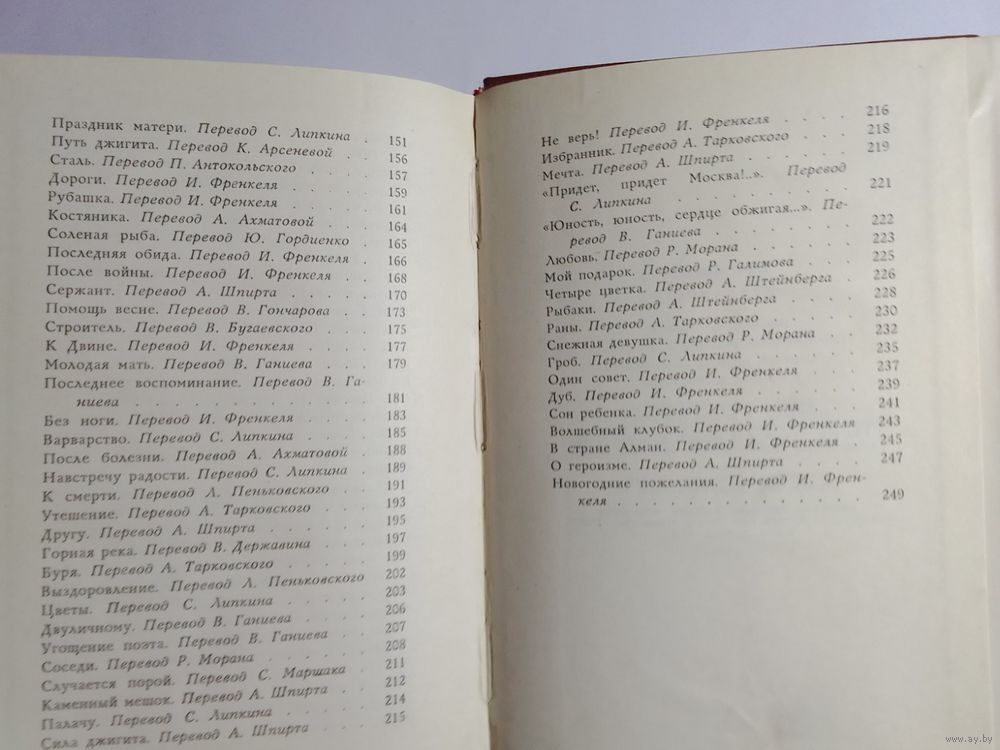 Праздник матери. Перевод С. Липкина . 151
Путь джигита. Перевод К. Арсеневой . . 156
Сталь. Перевод П. Антокольского . . . 157
Дороги. Перевод И. Френкеля . . . . 159
Рубашка. Перевод И. Френкеля . . . . 161
Костяника. Перевод А. Ахматовой . . . 164
Соленая рыба. Перевод Ю. Гордиенко . . 165
Последняя обида. Перевод И. Френкеля . 166
После войны. Перевод И. Френкеля . . . 168
Сержант. Перевод А. Шпирта . . . . . 170
Помощь весне. Перевод В. Гончарова . . 173
Строитель. Перевод В. Бугаевского . . . 175
К Двине. Перевод И. Френкеля . . . . 177
Молодая мать. Перевод В. Ганиева . . . 179
Последнее воспоминание. Перевод В. Га-
ниева . . . . . . . . . . . . . . 181
Без ноги. Перевод И. Френкеля . . . . 183
Варварство. Перевод С. Липкина . . . . 185
После болезни. Перевод А. Ахматовой . . 188
Навстречу радости. Перевод С. Липкина . 189
К смерти. Перевод Л. Пеньковского . . . 191
Утешение. Перевод А. Тарковского . . . 193
Другу. Перевод А. Шпирта . . . . . . 195
Горная река. Перевод В. Державина . . . 197
Буря. Перевод А. Тарковского . . . . . 199
Выздоровление. Перевод Л. Пеньковского 202
Цветы. Перевод С. Липкина . . . . . 203
Двуличному. Перевод В. Ганиева . . . . 206
Угощение поэта. Перевод В. Ганиева . . 207
Соседи. Перевод Р. Морана . . . . . 208
Случается порой. Перевод С. Маршака . 211
Каменный мешок. Перевод А. Шпирта . . 212
Палачу. Перевод С. Липкина . . . . . 214
Сила джигита. Перевод А. Шпирта . . . 215
Не верь! Перевод И. Френкеля . . . . 216
Избранник. Перевод А. Тарковского . . . 218
Мечта. Перевод А. Шпирта . . . . . 219
«Придет, придет Москва!..». Перевод
С. Липкина . . . . . . . . . . . 221
«Юность, юность, сердце обжигая...». Пе-
ревод В. Ганиева . . . . . . . . . 222
Любовь. Перевод Р. Морана . . . . . 223
Мой подарок. Перевод Р. Галимова . . . 225
Четыре цветка. Перевод А. Штейнберга . 226
Рыбаки. Перевод А. Штейнберга . . . . 228
Раны. Перевод А. Тарковского . . . . 230
Снежная девушка. Перевод Р. Морана . . 232
Гроб. Перевод С. Липкина . . . . . . 235
Один совет. Перевод И. Френкеля . . . 237
Дуб. Перевод И. Френкеля . . . . . . 239
Сон ребенка. Перевод И. Френкеля . . . 241
Волшебный клубок. Перевод И. Френкеля 243
В стране Алман. Перевод И. Френкеля . 245
О героизме. Перевод А. Шпирта . . . . 247
Новогодние пожелания. Перевод И. Френ-
келя . . . . . . . . . . . . . . 249
www.ay.by